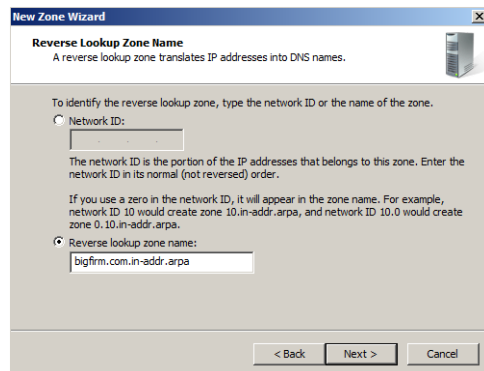 New Zone Wizard
Reverse Lookup Zone Name
A reverse lookup zone translates IP addresses into DNS names.
To identify the reverse lookup zone, type the network ID or the name of the zone.
Network ID:
The network ID is the portion of the IP addresses that belongs to this zone. Enter the
network ID in its normal (not reversed) order.
If you use a zero in the network ID, it will appear in the zone name. For example,
network ID 10 would create zone 10.in-addr.arpa, and network ID 10.0 would create
zone 0.10.in-addr.arpa.
Reverse lookup zone name:
bigfirm.com.in-addr.arpa
< Back Next > Cancel